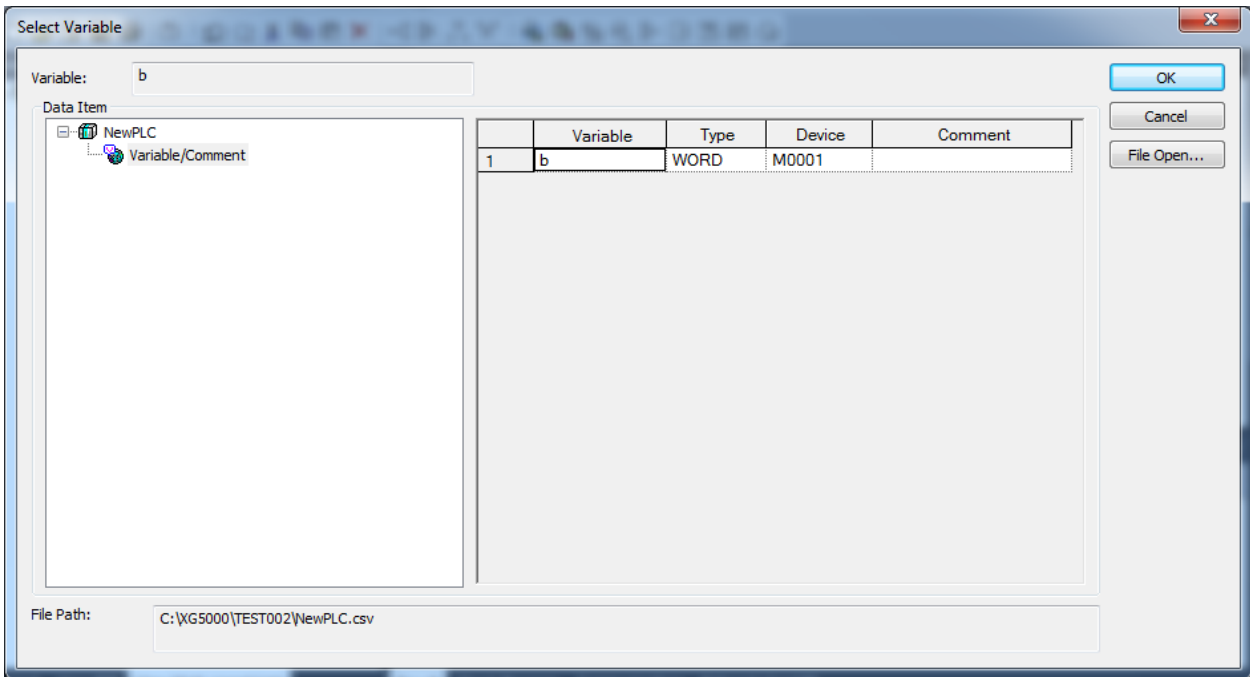 Select Variable
Variable: b
OK
Data Item
Cancel
NewPLC
Variable/Comment
File Open...
Variable Type Device Comment
1 b WORD M0001
File Path: C:\XG5000\TEST002\NewPLC.csv